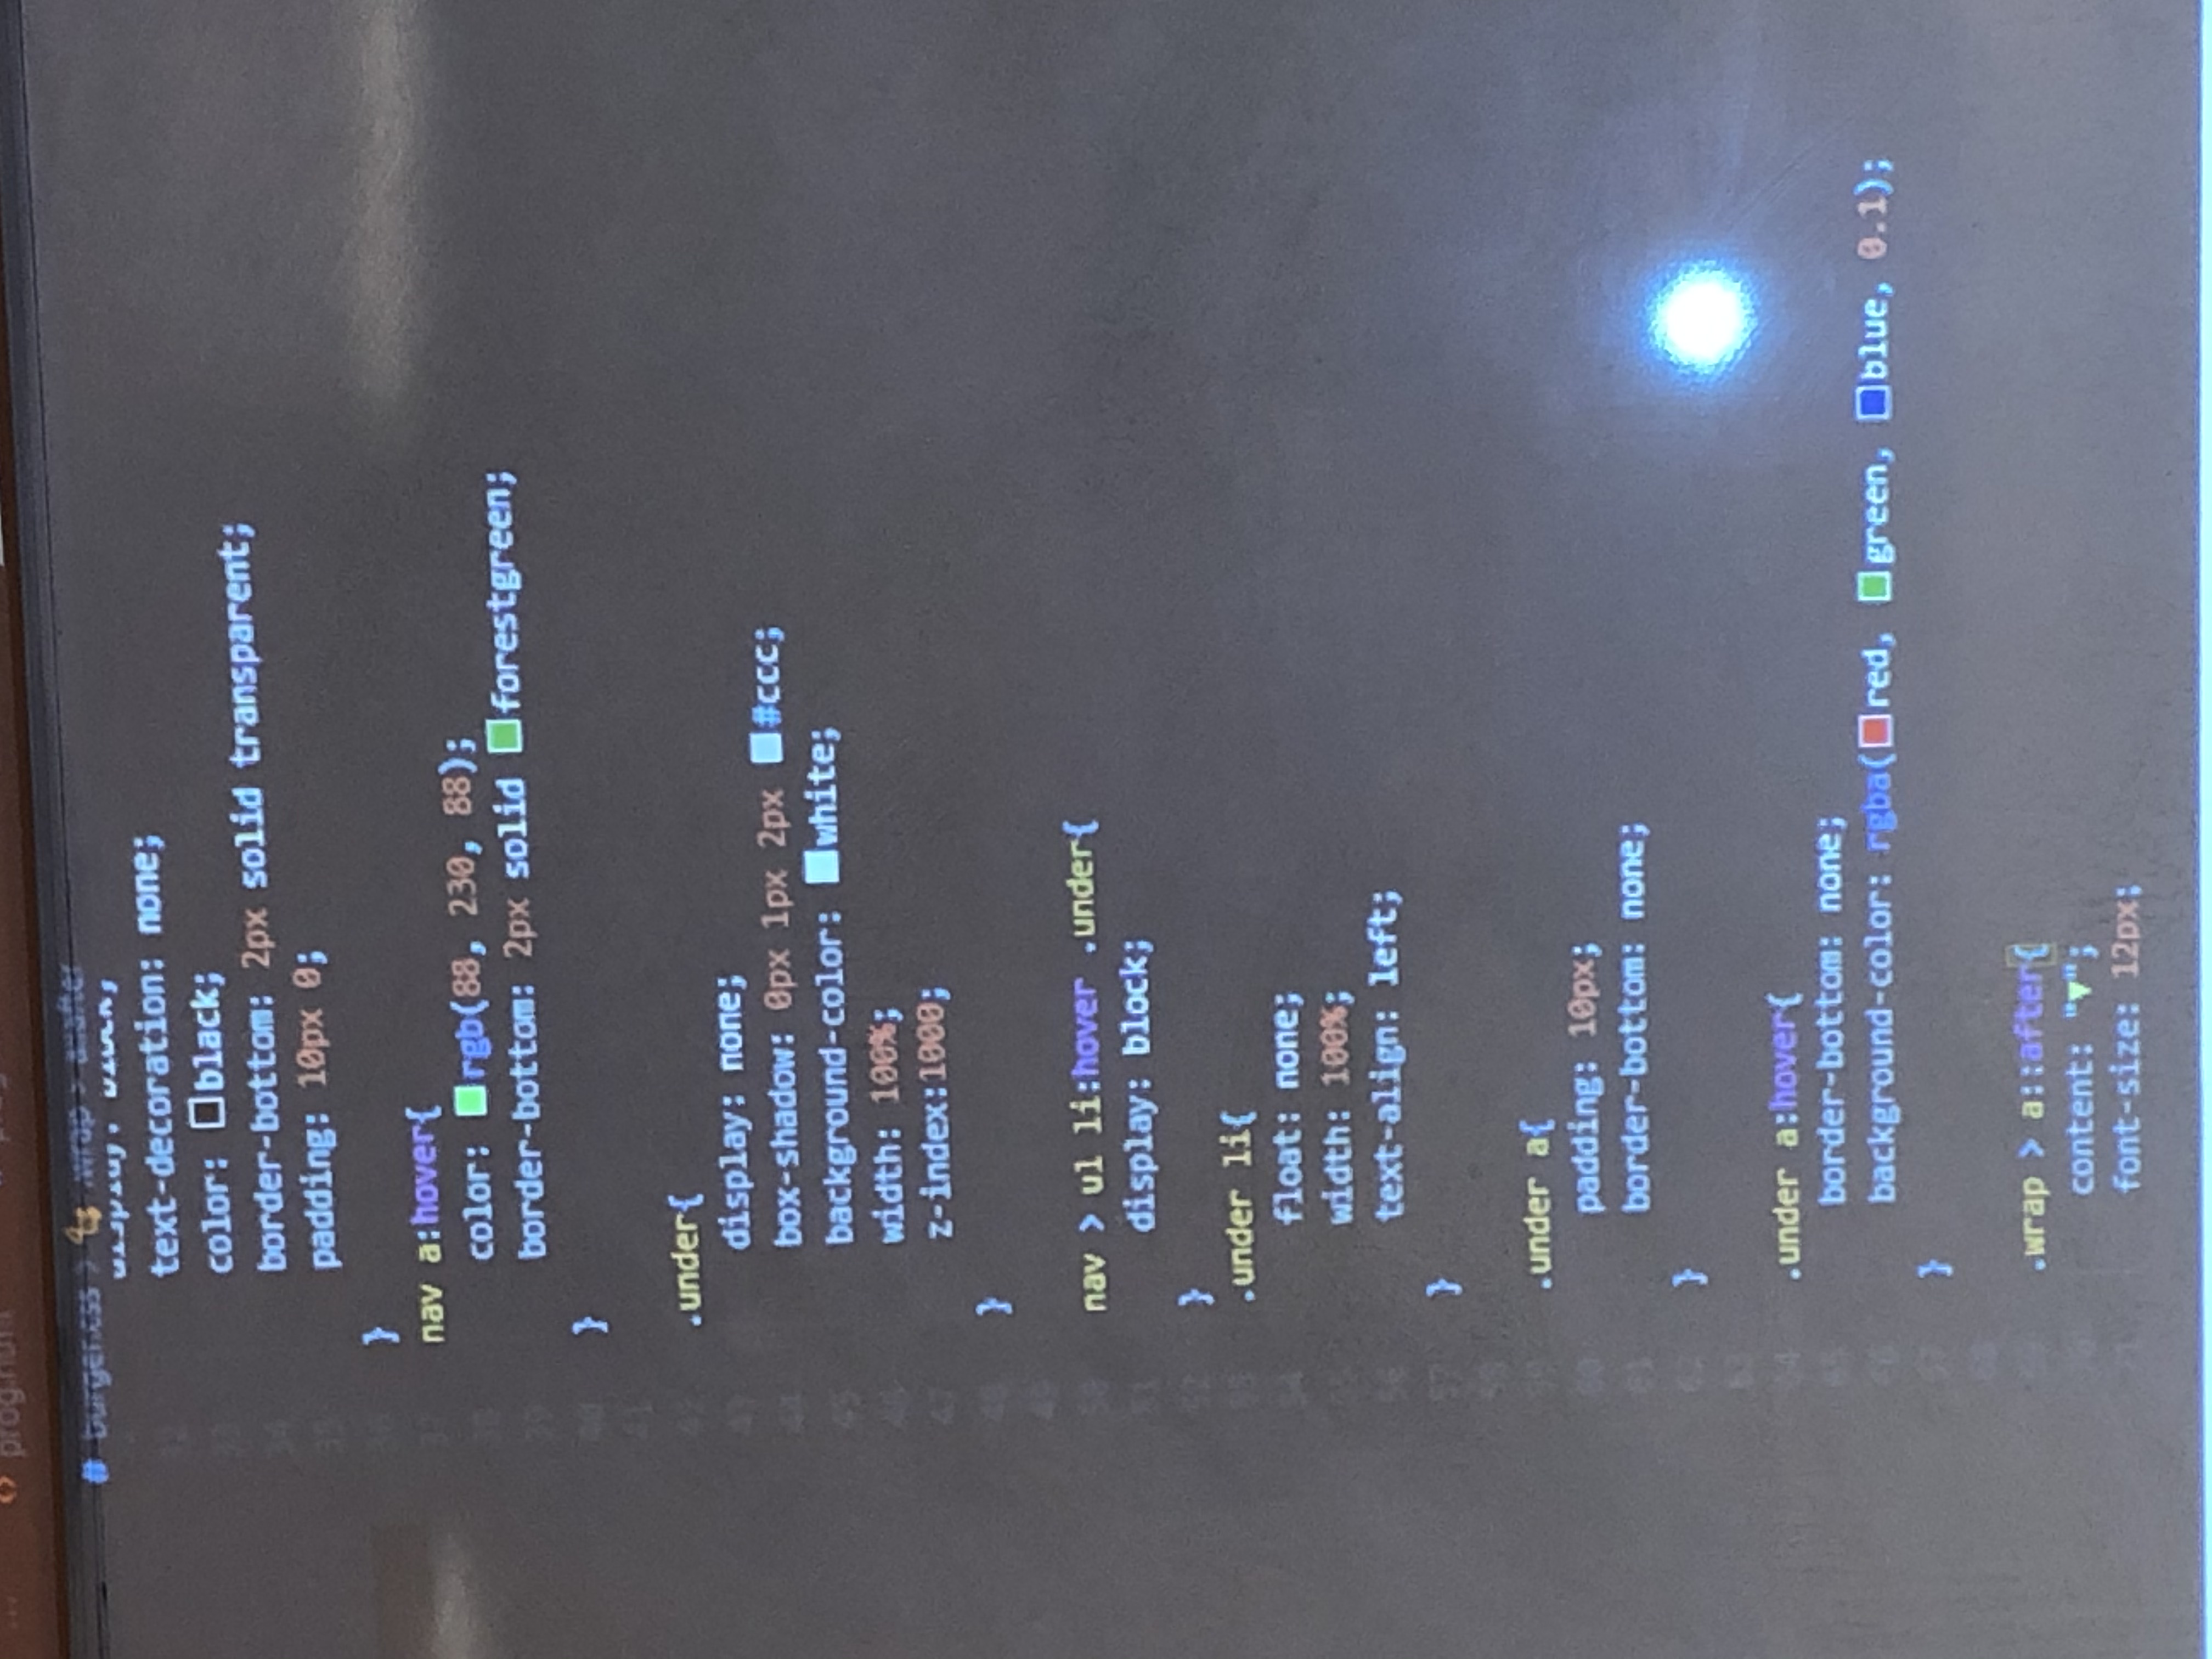 prog.html
# burger.css > .wrap > a::after
display: block;
text-decoration: none;
color: black;
border-bottom: 2px solid transparent;
padding: 10px 0;
}
nav a:hover{
color: rgb(88, 230, 88);
border-bottom: 2px solid forestgreen;
}
.under{
display: none;
box-shadow: 0px 1px 2px #ccc;
background-color: white;
width: 100%;
z-index:1000;
}
nav > ul li:hover .under{
display: block;
}
.under li{
float: none;
width: 100%;
text-align: left;
}
.under a{
padding: 10px;
border-bottom: none;
}
.under a:hover{
border-bottom: none;
background-color: rgba(red, green, blue, 0.1);
}
.wrap > a::after{
content: "▼";
font-size: 12px;